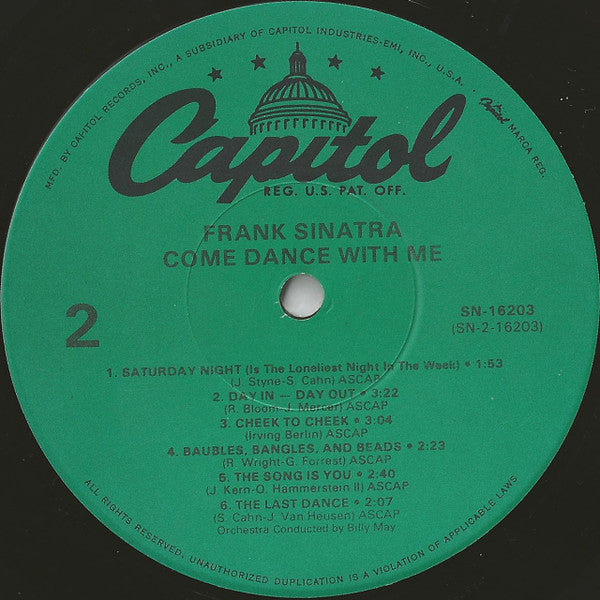 MFD. BY CAPITOL RECORDS, INC., A SUBSIDIARY OF CAPITOL INDUSTRIES-EMI, INC., U.S.A. • Capitol MARCA REG.
Capitol
REG. U.S. PAT. OFF.
FRANK SINATRA
COME DANCE WITH ME
2
SN-16203
(SN-2-16203)
1. SATURDAY NIGHT (Is The Loneliest Night In The Week) • 1:53
(J. Styne-S. Cahn) ASCAP
2. DAY IN — DAY OUT • 3:22
(R. Bloom-J. Mercer) ASCAP
3. CHEEK TO CHEEK • 3:04
(Irving Berlin) ASCAP
4. BAUBLES, BANGLES, AND BEADS • 2:23
(R. Wright-G. Forrest) ASCAP
5. THE SONG IS YOU • 2:40
(J. Kern-O. Hammerstein II) ASCAP
6. THE LAST DANCE • 2:07
(S. Cahn-J. Van Heusen) ASCAP
Orchestra Conducted by Billy May
ALL RIGHTS RESERVED. UNAUTHORIZED DUPLICATION IS A VIOLATION OF APPLICABLE LAWS